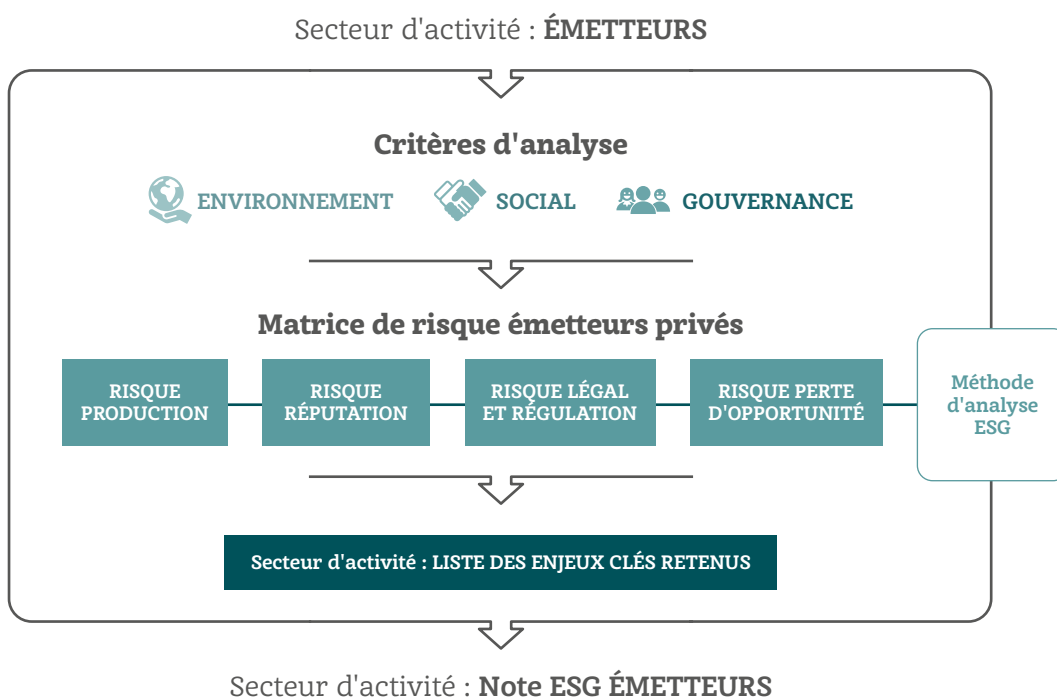 Secteur d'activité : ÉMETTEURS
Critères d'analyse
ENVIRONNEMENT SOCIAL GOUVERNANCE
Matrice de risque émetteurs privés
RISQUE
PRODUCTION
RISQUE
RÉPUTATION
RISQUE LÉGAL
ET RÉGULATION
RISQUE PERTE
D'OPPORTUNITÉ
Méthode
d'analyse
ESG
Secteur d'activité : LISTE DES ENJEUX CLÉS RETENUS
Secteur d'activité : Note ESG ÉMETTEURS